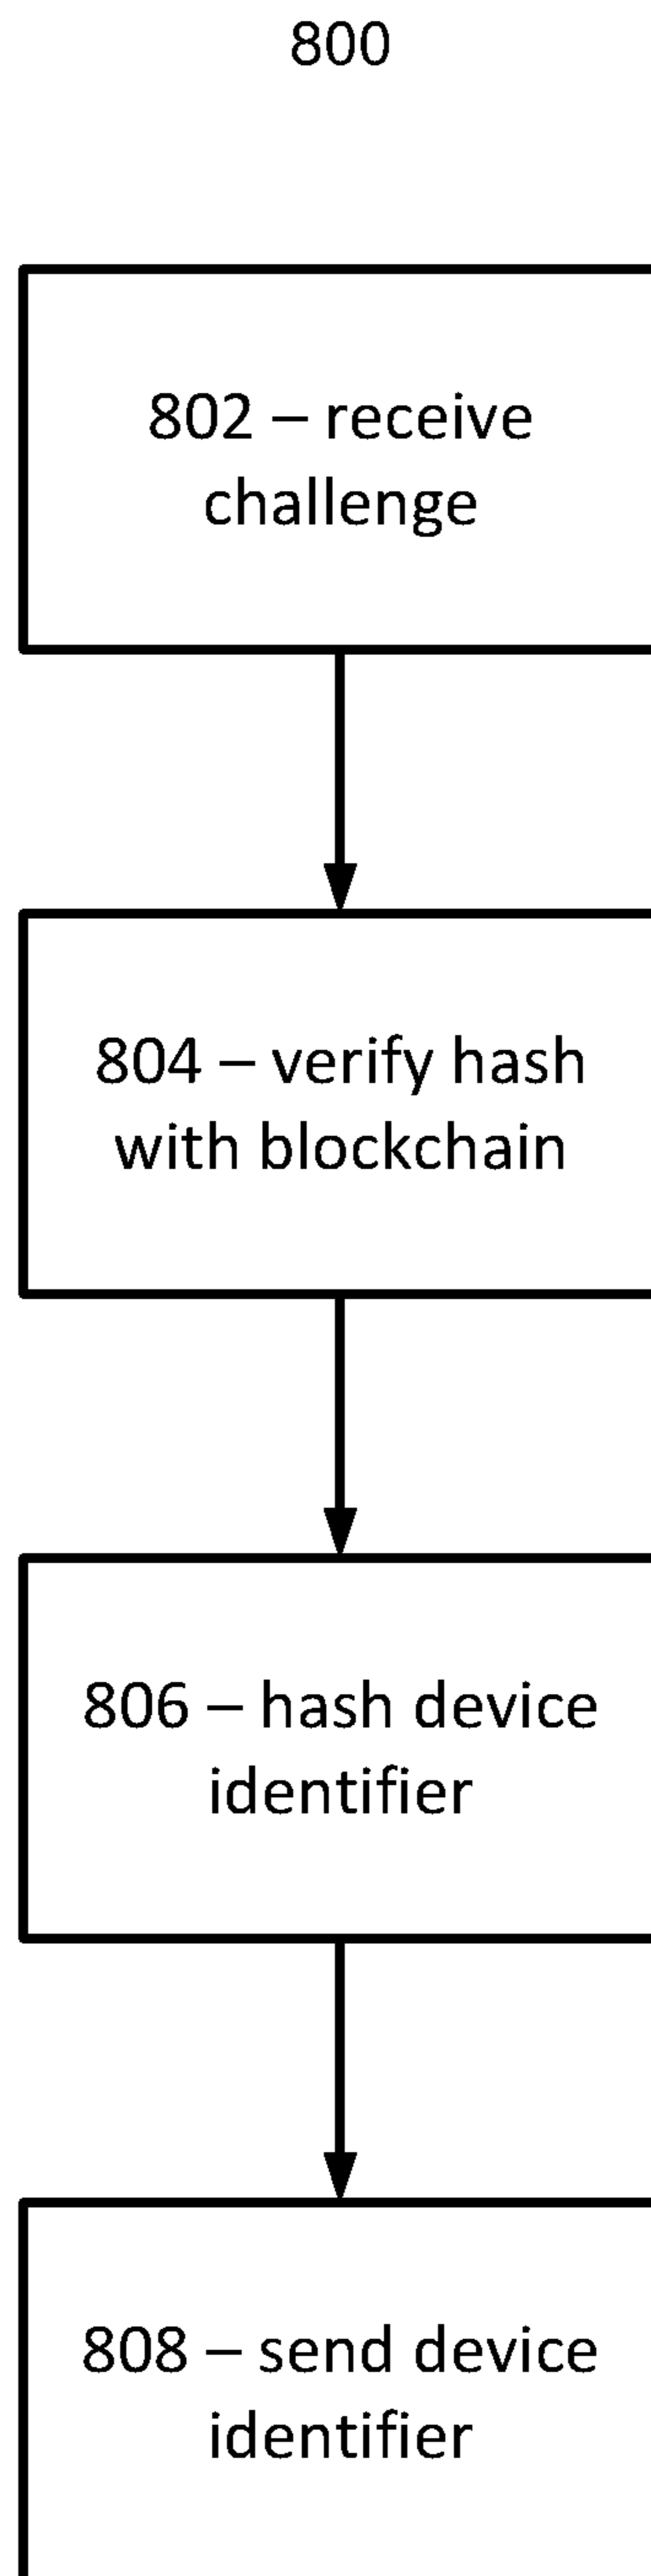 800
802 – receive
challenge
804 – verify hash
with blockchain
806 – hash device
identifier
808 – send device
identifier